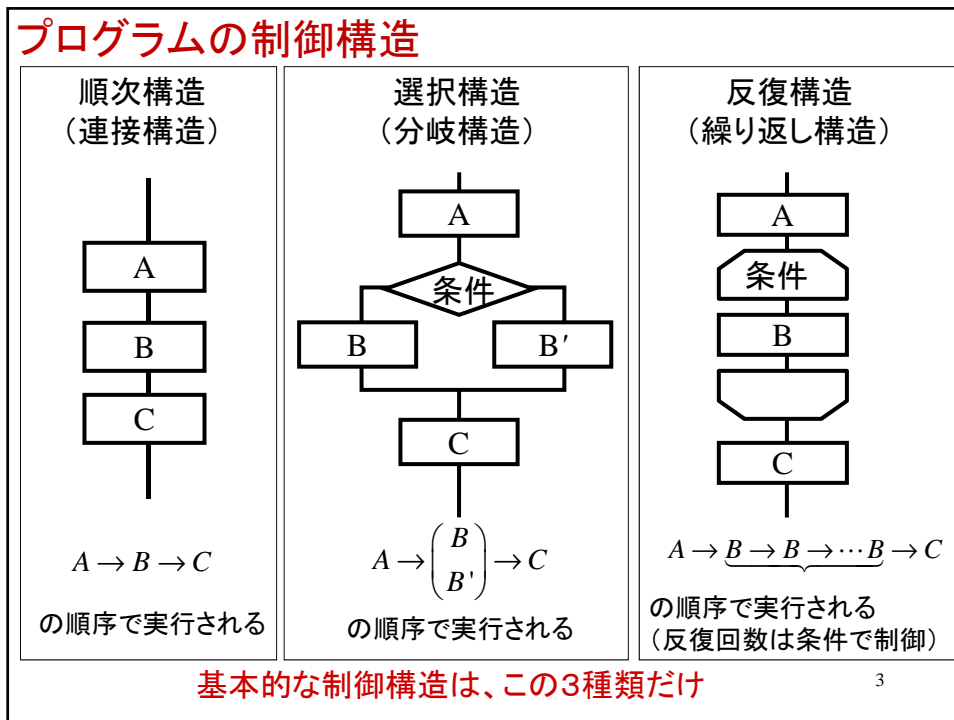 プログラムの制御構造
順次構造
（連接構造）
A
B
C
A → B → C
の順序で実行される
選択構造
（分岐構造）
A
条件
B B′
C
A → (B B') → C
の順序で実行される
反復構造
（繰り返し構造）
A
条件
B
C
A → B → B → ⋯ B → C
の順序で実行される
（反復回数は条件で制御）
基本的な制御構造は、この３種類だけ
3